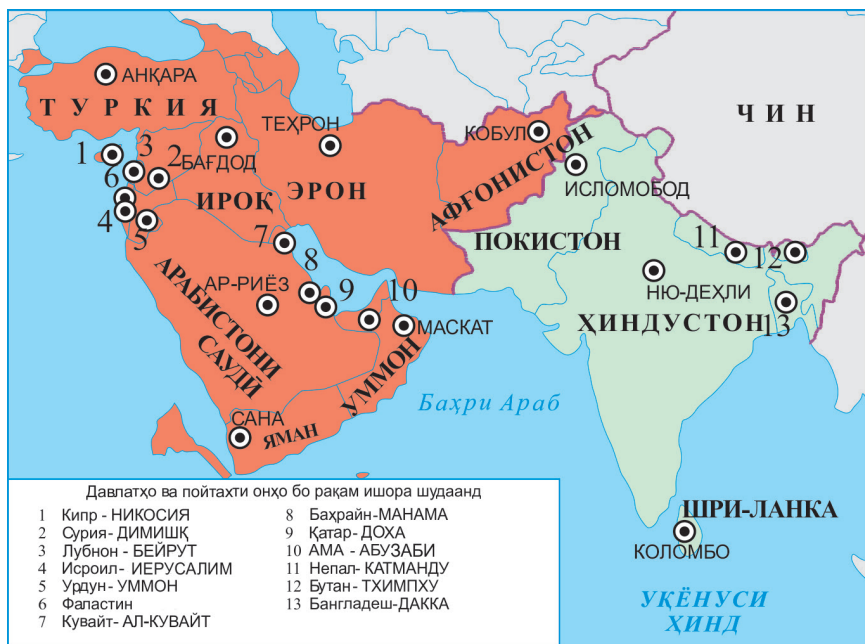 АНҚАРА
ТУРКИЯ
ЧИН
ТЕҲРОН
КОБУЛ
1
3
2
БАҒДОД
АФҒОНИСТОН
ИСЛОМОБОД
6
ЭРОН
ИРОҚ
4
5
ПОКИСТОН
7
11
12
8
АР-РИЁЗ
9
10
НЮ-ДЕҲЛИ
АРАБИСТОНИ
САУДӢ
МАСКАТ
ҲИНДУСТОН
13
УММОН
Баҳри Араб
САНА
ЯМАН
ШРИ-ЛАНКА
КОЛОМБО
УҚЁНУСИ
ҲИНД
Давлатҳо ва пойтахти онҳо бо рақам ишора шудаанд
1 Кипр - НИКОСИЯ
2 Сурия- ДИМИШҚ
3 Лубнон - БЕЙРУТ
4 Исроил - ИЕРУСАЛИМ
5 Урдун- УММОН
6 Фаластин
7 Кувайт- АЛ-КУВАЙТ
8 Баҳрайн-МАНАМА
9 Қатар- ДОХА
10 АМА - АБУЗАБИ
11 Непал- КАТМАНДУ
12 Бутан- ТХИМПХУ
13 Бангладеш-ДАККА